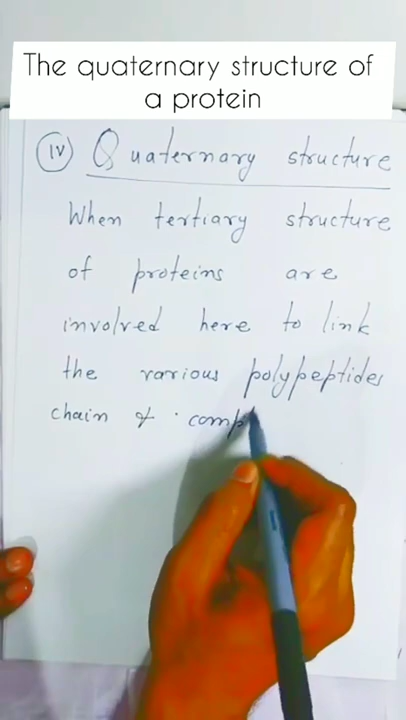 The quaternary structure of
a protein
IV Quaternary structure
When tertiary structure
of proteins are
involved here to link
the various polypeptides
chain & comp